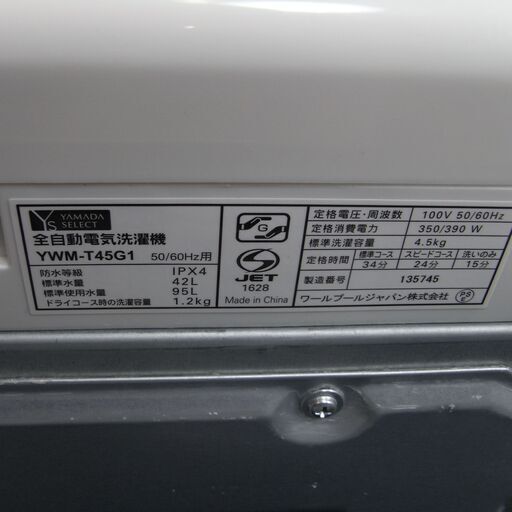 YS YAMADA SELECT
全自動電気洗濯機
YWM-T45G1 50/60Hz用
防水等級 IPX4
標準水量 42L
標準使用水量 95L
ドライコース時の洗濯容量 1.2kg
G
JET
1628
Made in China
定格電圧・周波数 100V 50/60Hz
定格消費電力 350/390 W
標準洗濯容量 4.5kg
定格時間 標準コース スピードコース 洗いのみ
34分 24分 15分
製造番号 135745
ワールプールジャパン株式会社
PSE